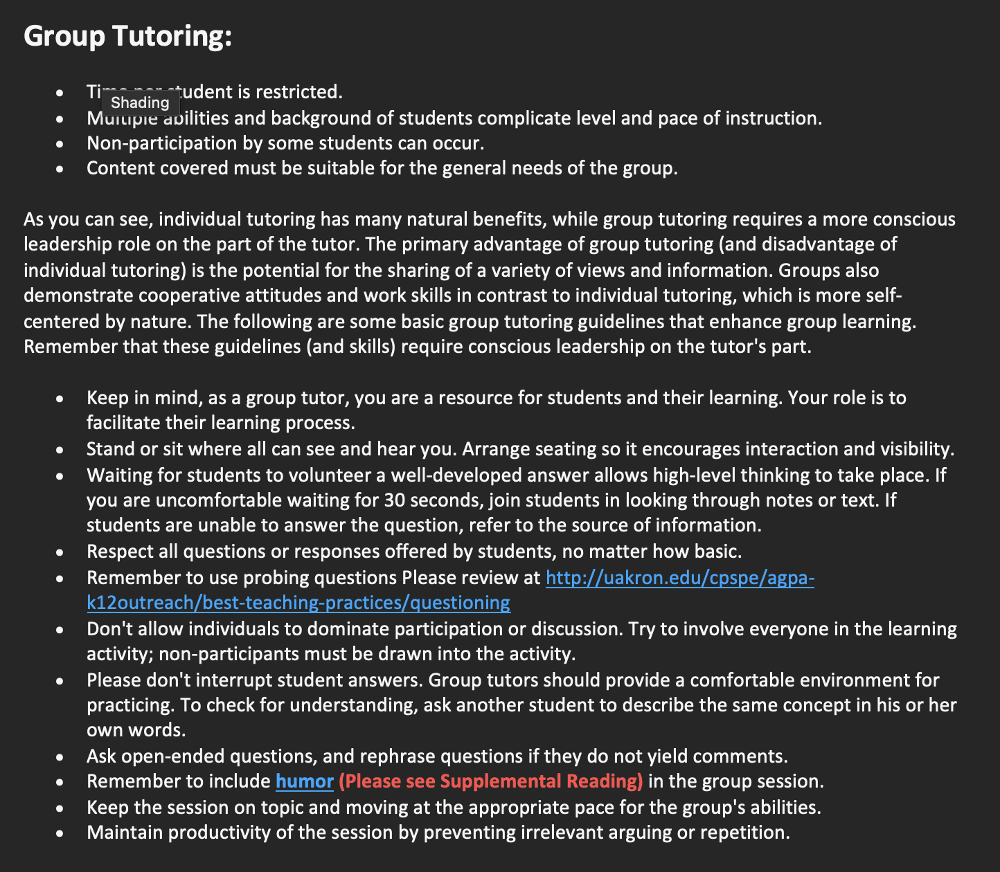 Group Tutoring:
• Time per student is restricted.
Shading
• Multiple abilities and background of students complicate level and pace of instruction.
• Non-participation by some students can occur.
• Content covered must be suitable for the general needs of the group.
As you can see, individual tutoring has many natural benefits, while group tutoring requires a more conscious
leadership role on the part of the tutor. The primary advantage of group tutoring (and disadvantage of
individual tutoring) is the potential for the sharing of a variety of views and information. Groups also
demonstrate cooperative attitudes and work skills in contrast to individual tutoring, which is more self-
centered by nature. The following are some basic group tutoring guidelines that enhance group learning.
Remember that these guidelines (and skills) require conscious leadership on the tutor's part.
• Keep in mind, as a group tutor, you are a resource for students and their learning. Your role is to
facilitate their learning process.
• Stand or sit where all can see and hear you. Arrange seating so it encourages interaction and visibility.
• Waiting for students to volunteer a well-developed answer allows high-level thinking to take place. If
you are uncomfortable waiting for 30 seconds, join students in looking through notes or text. If
students are unable to answer the question, refer to the source of information.
• Respect all questions or responses offered by students, no matter how basic.
• Remember to use probing questions Please review at http://uakron.edu/cpspe/agpa-
k12outreach/best-teaching-practices/questioning
• Don't allow individuals to dominate participation or discussion. Try to involve everyone in the learning
activity; non-participants must be drawn into the activity.
• Please don't interrupt student answers. Group tutors should provide a comfortable environment for
practicing. To check for understanding, ask another student to describe the same concept in his or her
own words.
• Ask open-ended questions, and rephrase questions if they do not yield comments.
• Remember to include humor (Please see Supplemental Reading) in the group session.
• Keep the session on topic and moving at the appropriate pace for the group's abilities.
• Maintain productivity of the session by preventing irrelevant arguing or repetition.